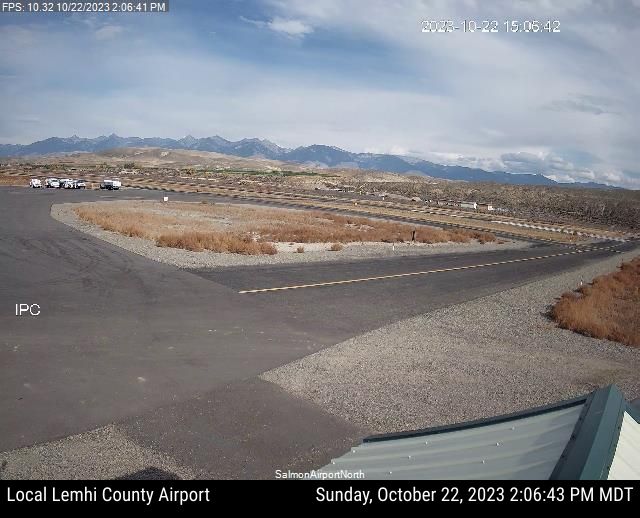 FPS: 10.32 10/22/2023 2:06:41 PM
2023-10-22 15:06:42
IPC
SalmonAirportNorth
Local Lemhi County Airport
Sunday, October 22, 2023 2:06:43 PM MDT